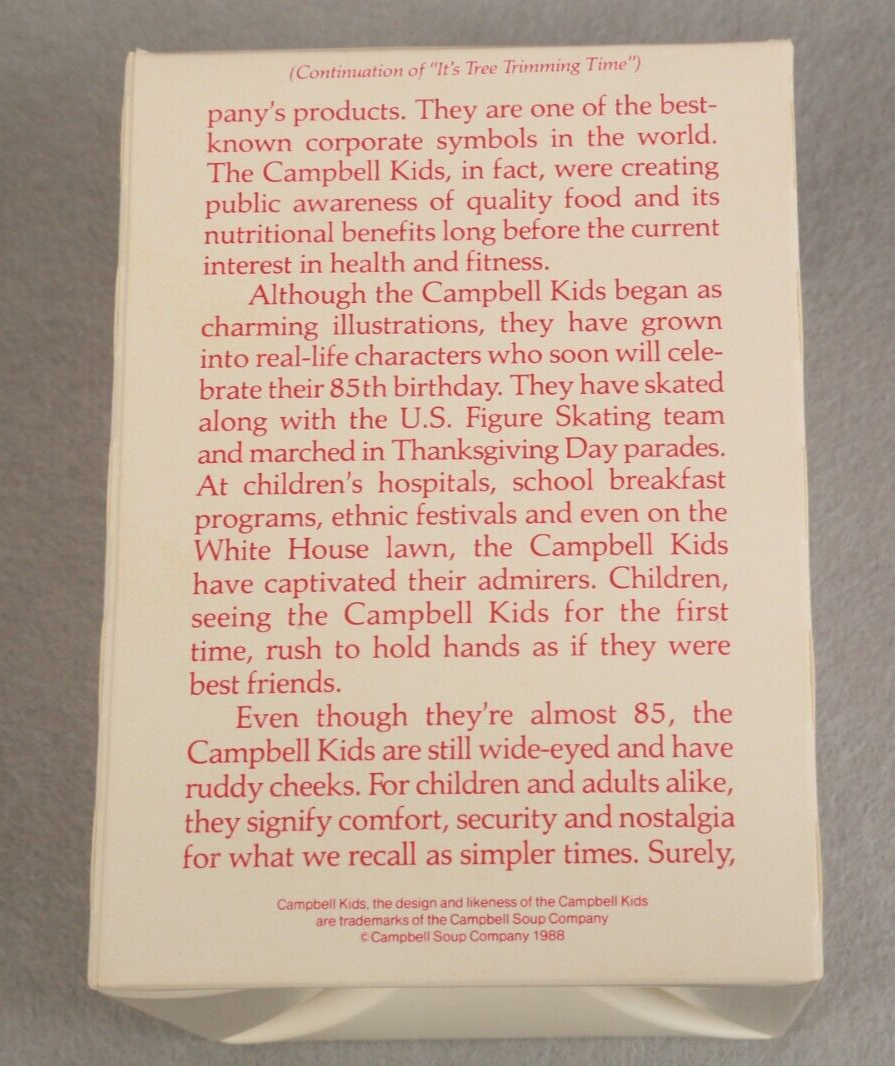 (Continuation of "It's Tree Trimming Time")
pany's products. They are one of the best-
known corporate symbols in the world.
The Campbell Kids, in fact, were creating
public awareness of quality food and its
nutritional benefits long before the current
interest in health and fitness.
Although the Campbell Kids began as
charming illustrations, they have grown
into real-life characters who soon will cele-
brate their 85th birthday. They have skated
along with the U.S. Figure Skating team
and marched in Thanksgiving Day parades.
At children's hospitals, school breakfast
programs, ethnic festivals and even on the
White House lawn, the Campbell Kids
have captivated their admirers. Children,
seeing the Campbell Kids for the first
time, rush to hold hands as if they were
best friends.
Even though they're almost 85, the
Campbell Kids are still wide-eyed and have
ruddy cheeks. For children and adults alike,
they signify comfort, security and nostalgia
for what we recall as simpler times. Surely,
Campbell Kids, the design and likeness of the Campbell Kids
are trademarks of the Campbell Soup Company
©Campbell Soup Company 1988